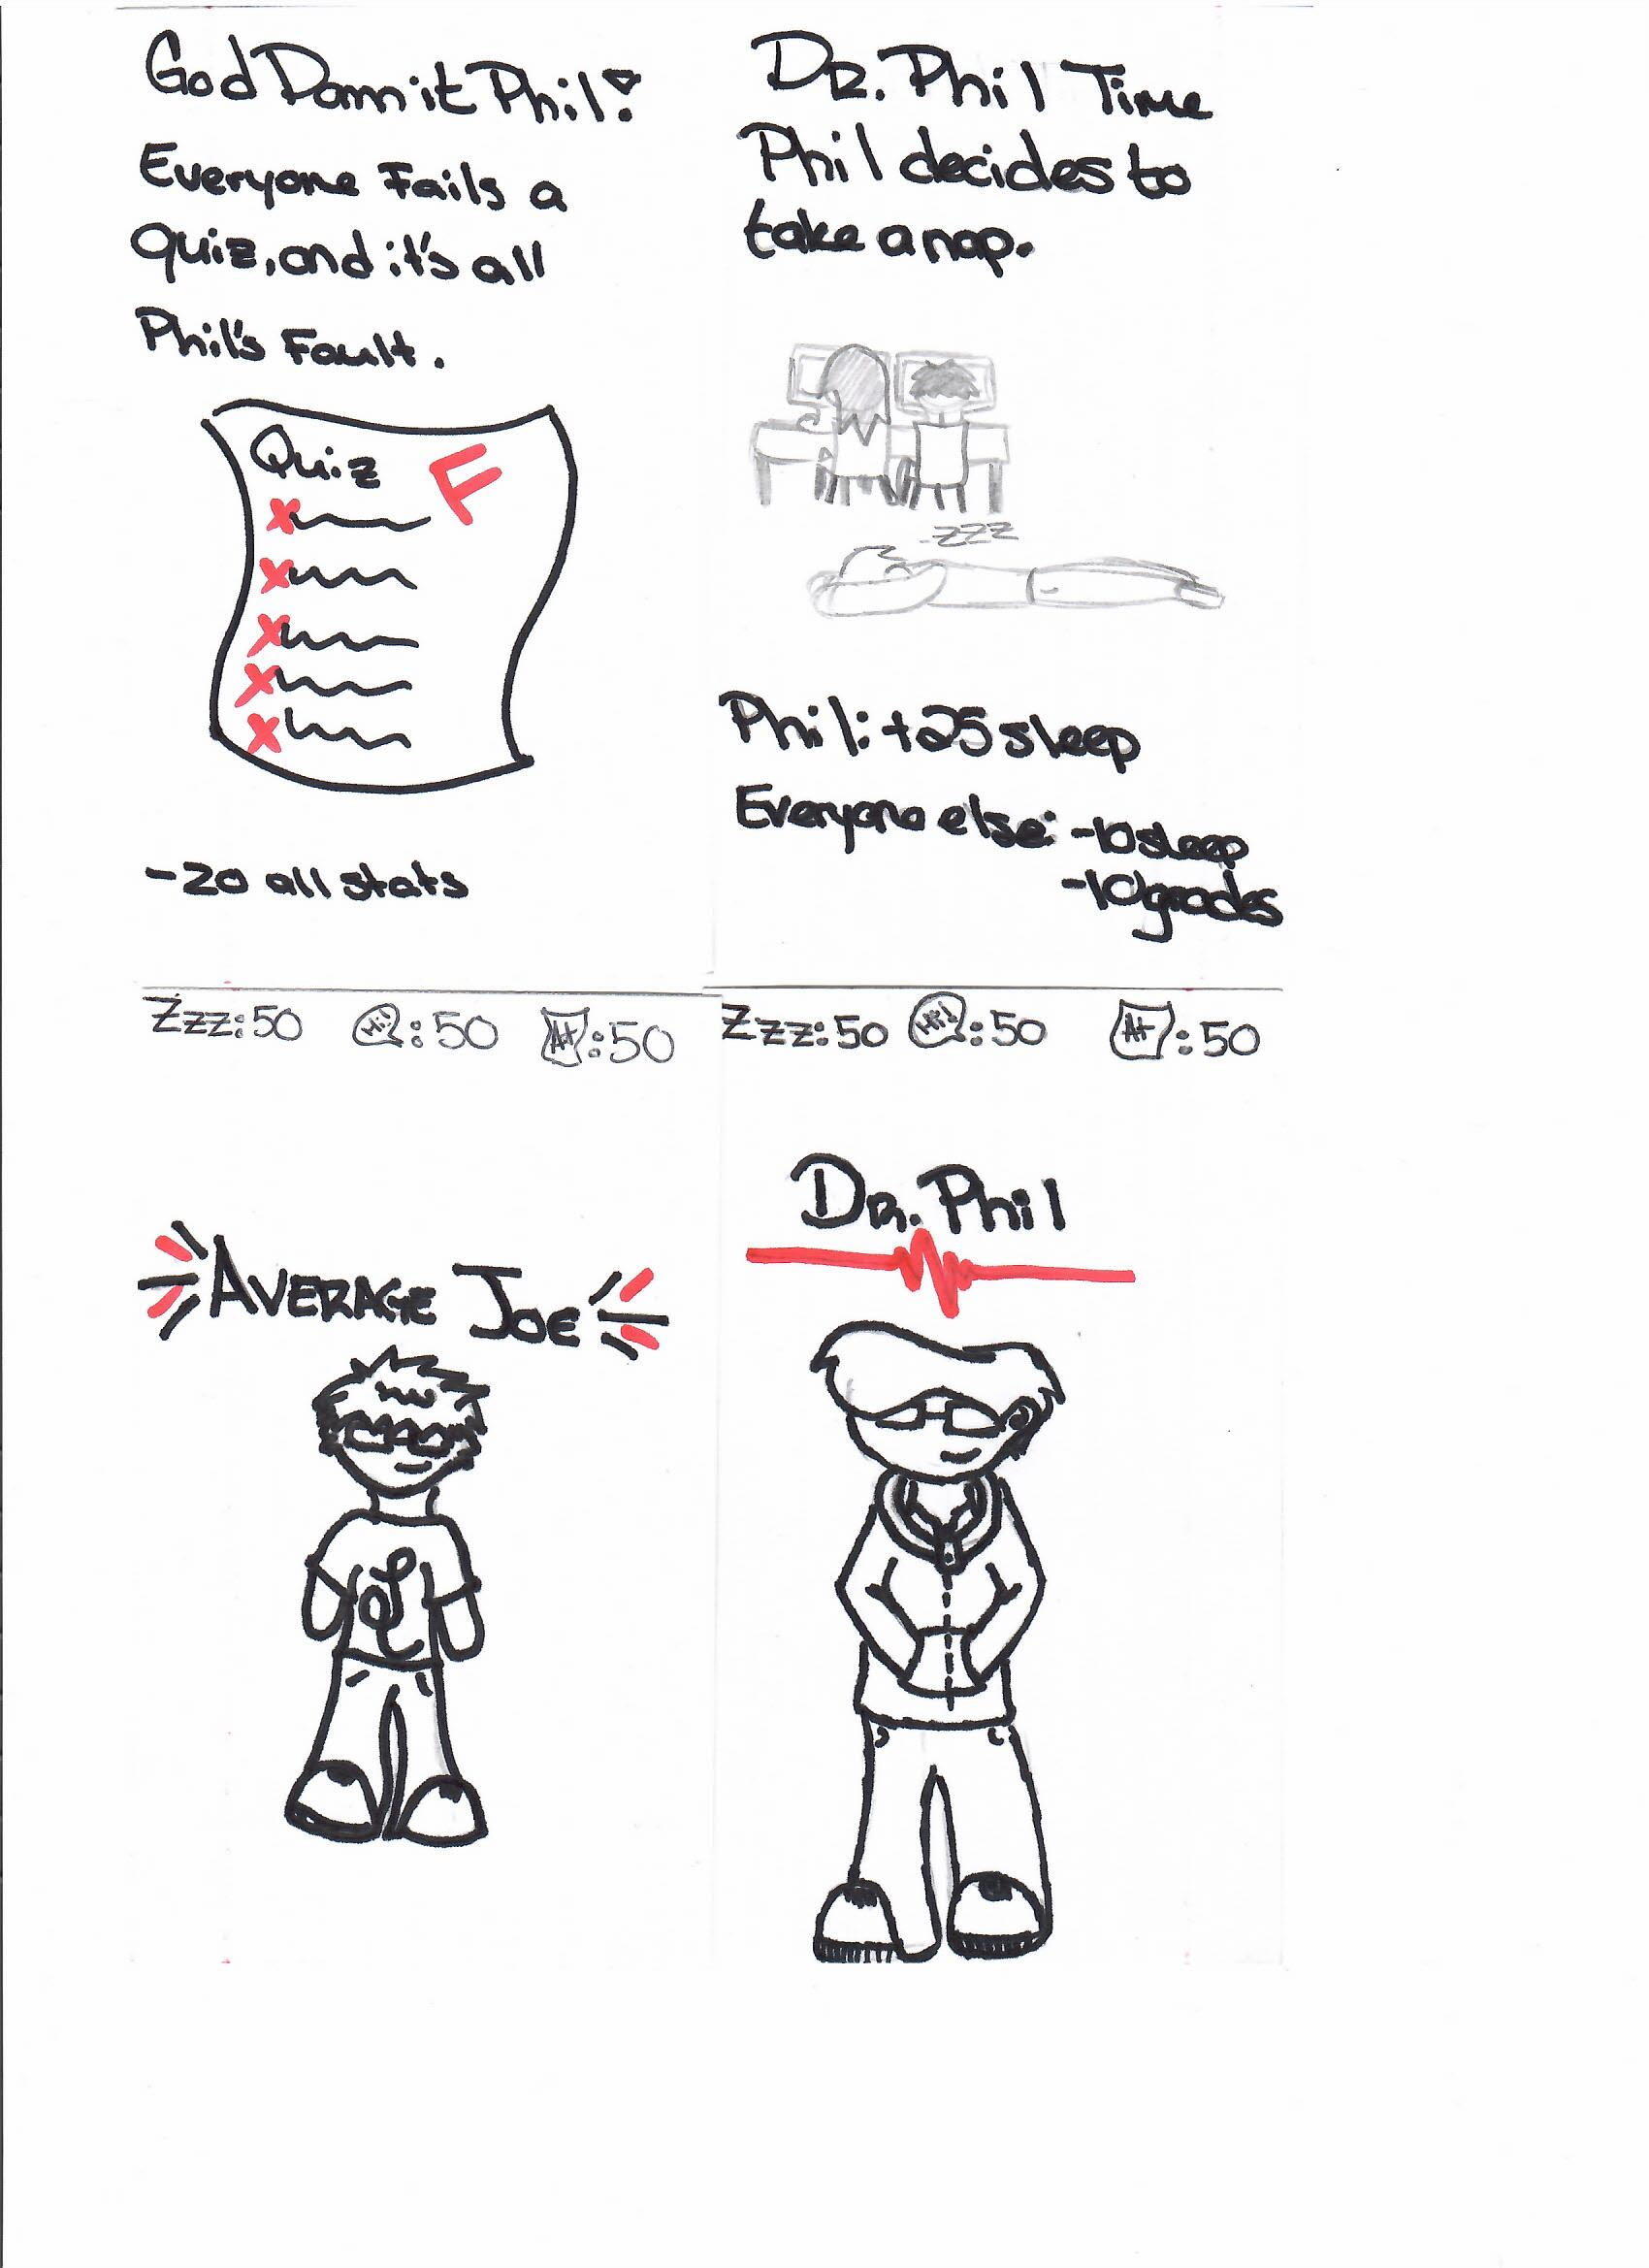 God Damn it Phil!
Everyone Fails a
Quiz, and it's all
Phil's Fault.
Quiz F
-20 all stats
Dr. Phil Time
Phil decides to
take a nap.
-zzz
Phil: +25 sleep
Everyone else: -10 sleep
-10 grades
Zzz: 50 Hi! : 50 A+ : 50
AVERAGE JOE
Zzz: 50 Hi! : 50 A+ : 50
Dr. Phil